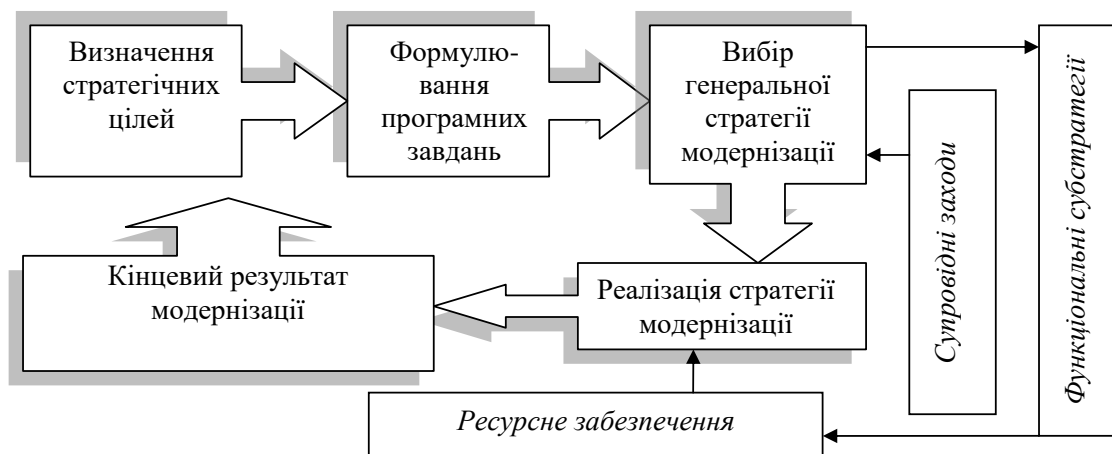 Визначення
стратегічних
цілей
Формулю-
вання
програмних
завдань
Вибір
генеральної
стратегії
модернізації
Супровідні заходи
Функціональні субстратегії
Кінцевий результат
модернізації
Реалізація стратегії
модернізації
Ресурсне забезпечення